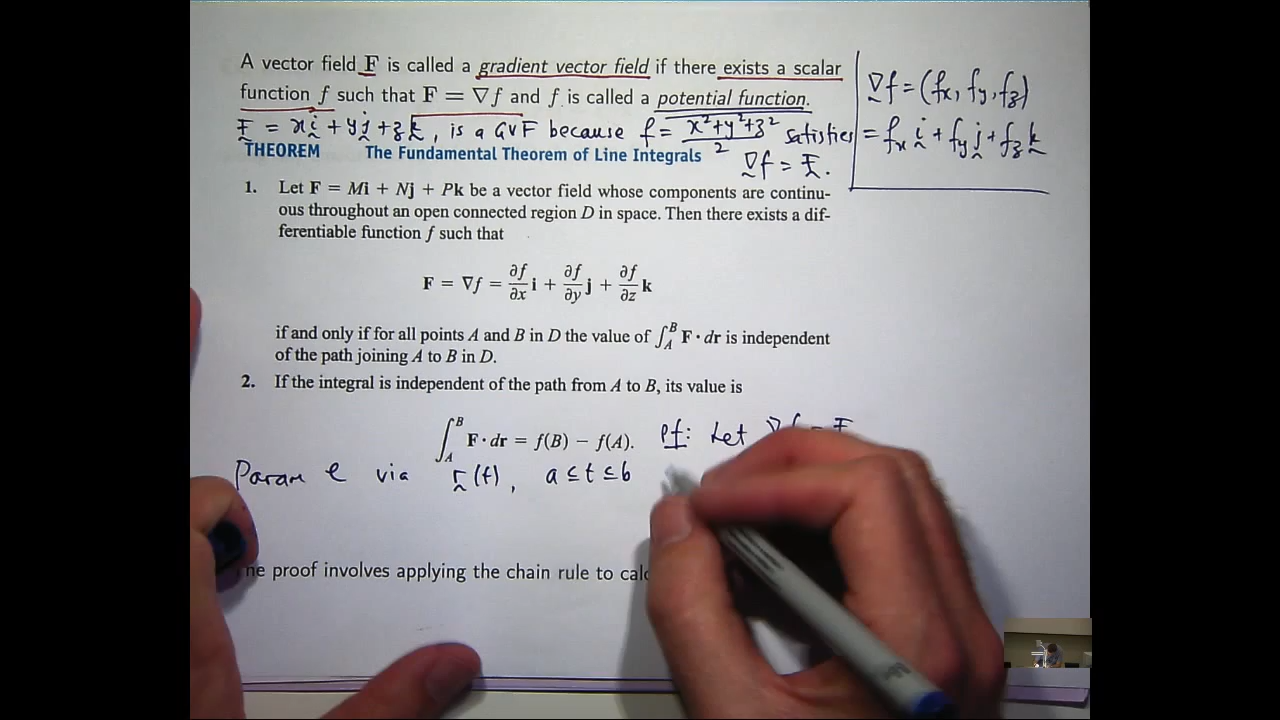 A vector field F is called a gradient vector field if there exists a scalar
function f such that F = ∇f and f is called a potential function.
F = xi + yj + zk, is a GVF because f = (x² + y² + z²)/2 satisfies
∇f = F.
∇f = (fx, fy, fz)
= fx i + fy j + fz k
THEOREM The Fundamental Theorem of Line Integrals
1. Let F = Mi + Nj + Pk be a vector field whose components are continu-
ous throughout an open connected region D in space. Then there exists a dif-
ferentiable function f such that
F = ∇f = ∂f/∂x i + ∂f/∂y j + ∂f/∂z k
if and only if for all points A and B in D the value of ∫_A^B F · dr is independent
of the path joining A to B in D.
2. If the integral is independent of the path from A to B, its value is
∫_A^B F · dr = f(B) − f(A). Pf: Let ∇f = F
Param C via r(t), a ≤ t ≤ b
proof involves applying the chain rule to